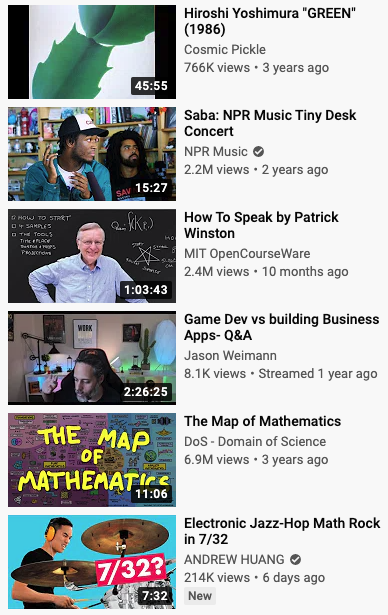 45:55
Hiroshi Yoshimura "GREEN"
(1986)
Cosmic Pickle
766K views • 3 years ago
15:27
Saba: NPR Music Tiny Desk
Concert
NPR Music
2.2M views • 2 years ago
HOW TO START
4 SAMPLES
THE TOOLS
1:03:43
How To Speak by Patrick
Winston
MIT OpenCourseWare
2.4M views • 10 months ago
WORK
2:26:25
Game Dev vs building Business
Apps- Q&A
Jason Weimann
8.1K views • Streamed 1 year ago
THE MAP
OF
MATHEMATICS
11:06
The Map of Mathematics
DoS - Domain of Science
6.9M views • 3 years ago
7/32?
7:32
Electronic Jazz-Hop Math Rock
in 7/32
ANDREW HUANG
214K views • 6 days ago
New